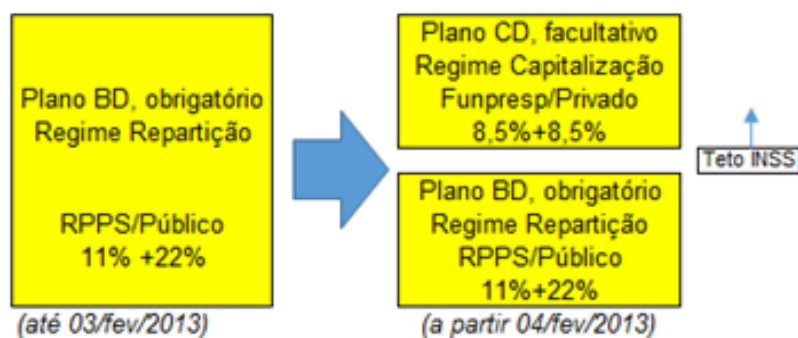 Plano BD, obrigatório
Regime Repartição
RPPS/Público
11% +22%
(até 03/fev/2013)
Plano CD, facultativo
Regime Capitalização
Funpresp/Privado
8,5%+8,5%
Teto INSS
Plano BD, obrigatório
Regime Repartição
RPPS/Público
11%+22%
(a partir 04/fev/2013)